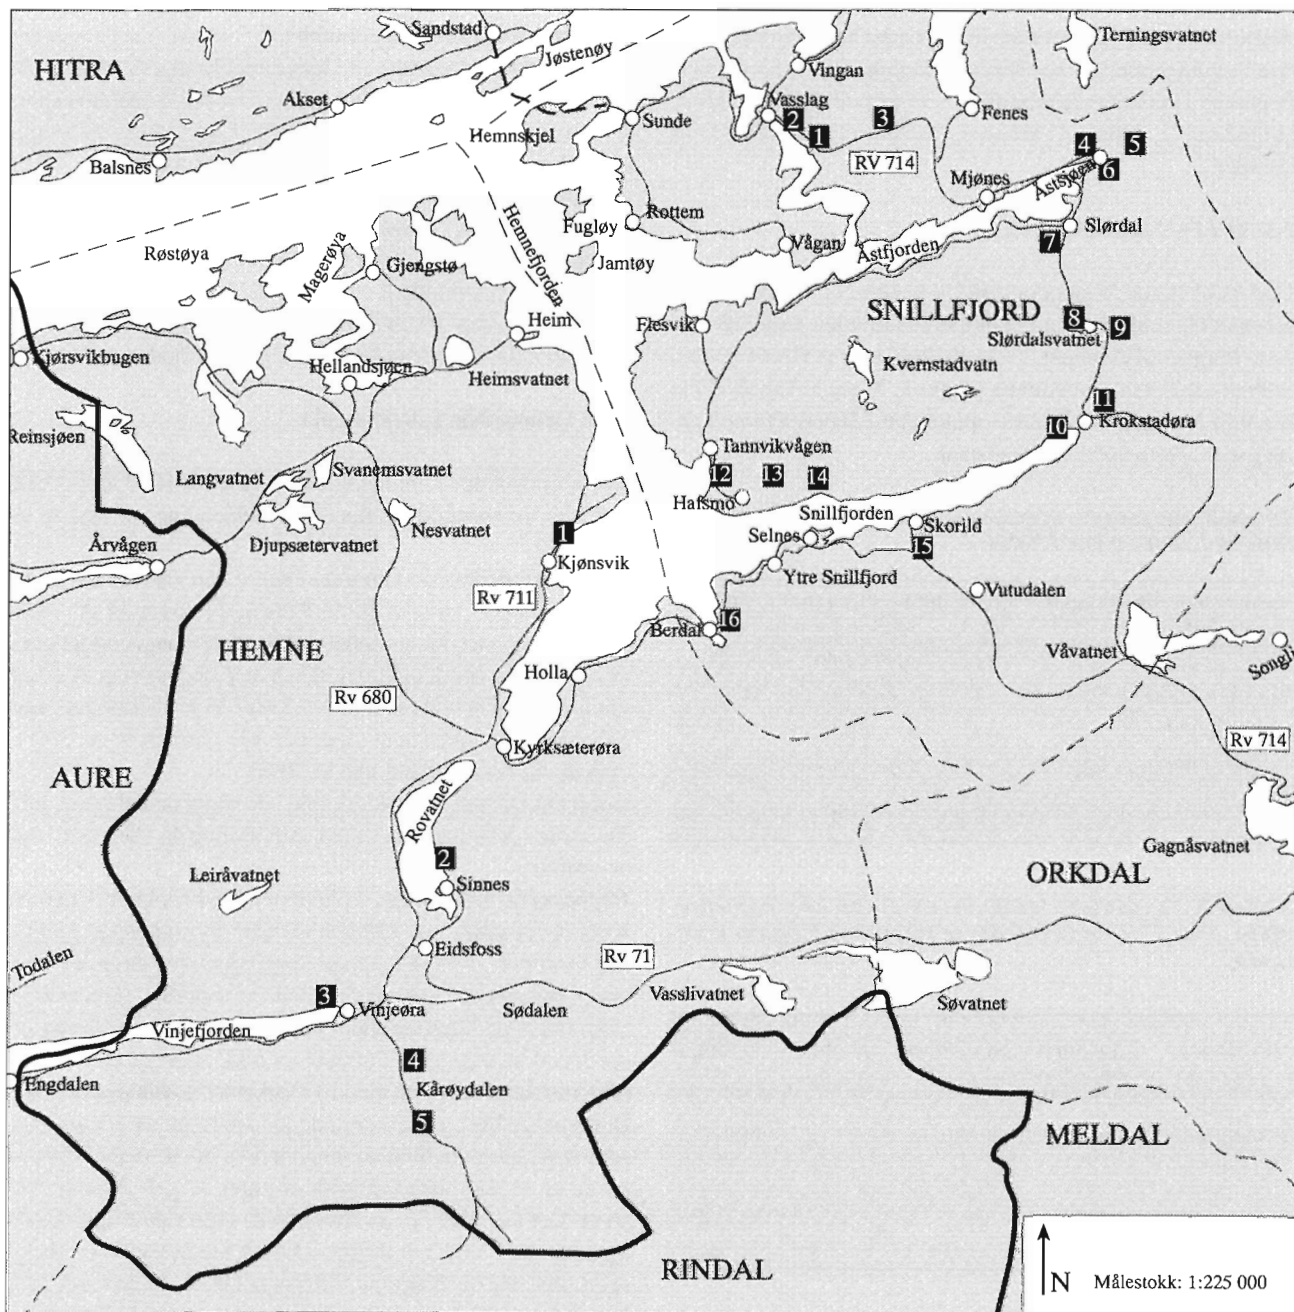 Sandstad
Jøstenøy
Terningsvatnet
HITRA
Vingan
Akset
Vasslag
Fenes
2
3
Sunde
1
Hemnskjel
4
5
RV 714
Balsnes
6
Åstsjøen
Mjønes
Hemnefjorden
Rottem
Fugløy
Slørdal
Røstøya
Magerøya
Vågan
Åstfjorden
7
Gjengstø
Jamtøy
SNILLFJORD
Heim
Flesvik
8
9
Slørdalsvatnet
Kjørsvikbugen
Hellandsjøen
Heimsvatnet
Kvernstadvatn
11
Reinsjøen
10
Krokstadøra
Tannvikvågen
Svanemsvatnet
Langvatnet
12
13
14
Hafsmo
Snillfjorden
Nesvatnet
1
Skorild
Årvågen
Djupsætervatnet
Selnes
15
Kjønsvik
Ytre Snillfjord
Vutudalen
Rv 711
16
Berdal
HEMNE
Våvatnet
Songli
Holla
Rv 680
Kyrksæterøra
Rv 714
AURE
Rovatnet
Gagnåsvatnet
2
Leiråvatnet
Sinnes
ORKDAL
Eidsfoss
Rv 71
Todalen
3
Vasslivatnet
Vinjeøra
Sødalen
Søvatnet
Vinjefjorden
4
Engdalen
Kårøydalen
5
MELDAL
RINDAL
N
Målestokk: 1:225 000